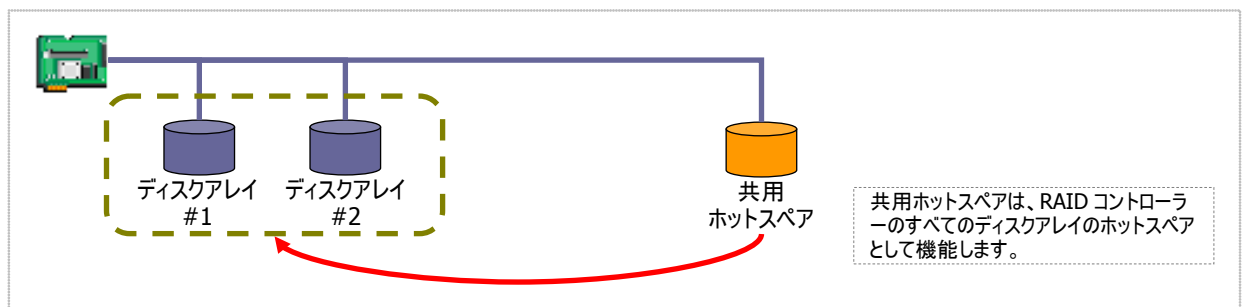 ディスクアレイ
#1
ディスクアレイ
#2
共用
ホットスペア
共用ホットスペアは、RAID コントローラ
ーのすべてのディスクアレイのホットスペア
として機能します。